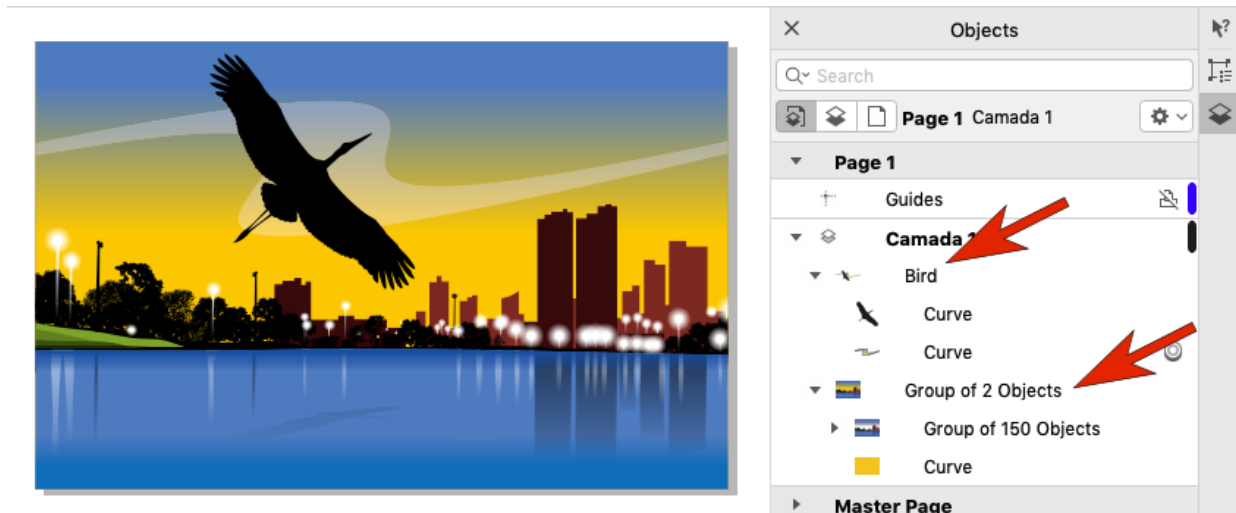 Objects
Search
Page 1 Camada 1
Page 1
Guides
Camada 1
Bird
Curve
Curve
Group of 2 Objects
Group of 150 Objects
Curve
Master Page